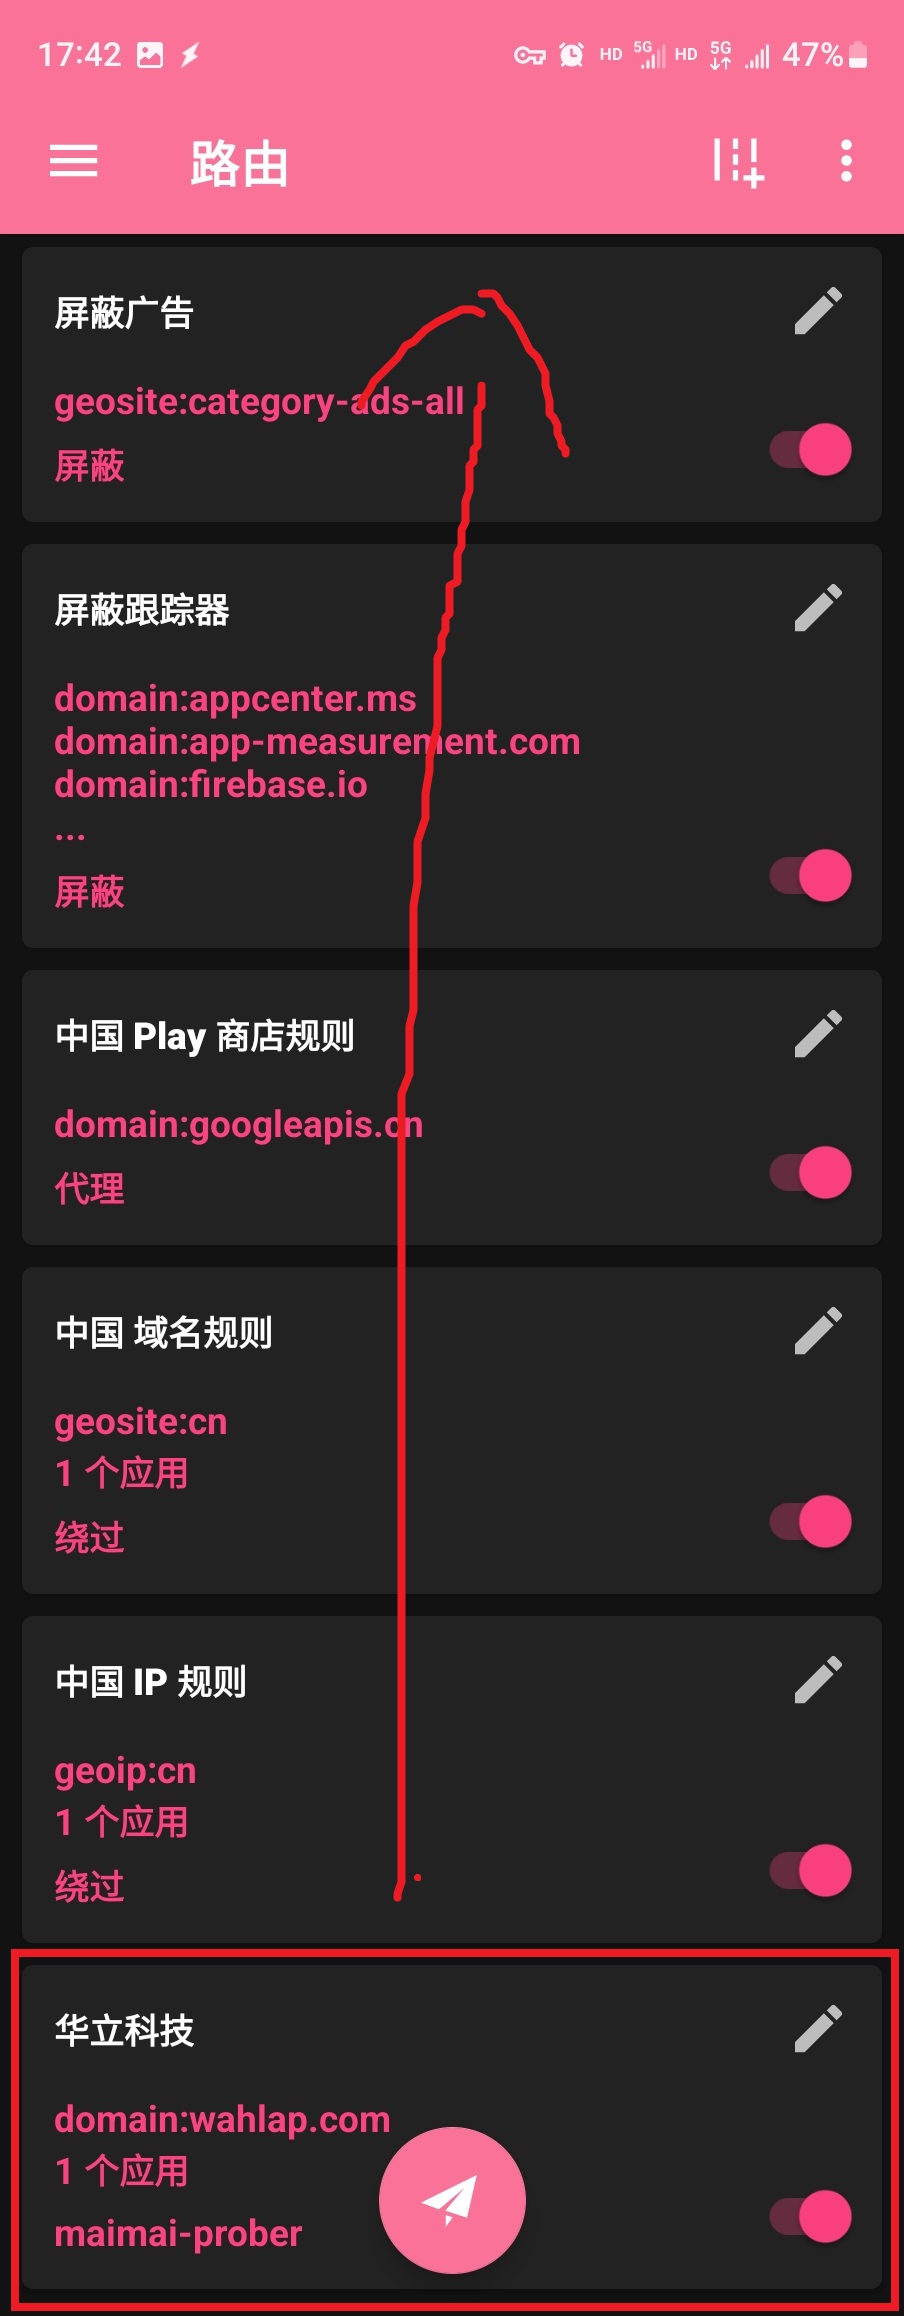 17:42
HD 5G HD 5G 47%
路由
屏蔽广告
geosite:category-ads-all
屏蔽
屏蔽跟踪器
domain:appcenter.ms
domain:app-measurement.com
domain:firebase.io
...
屏蔽
中国 Play 商店规则
domain:googleapis.cn
代理
中国 域名规则
geosite:cn
1 个应用
绕过
中国 IP 规则
geoip:cn
1 个应用
绕过
华立科技
domain:wahlap.com
1 个应用
maimai-prober